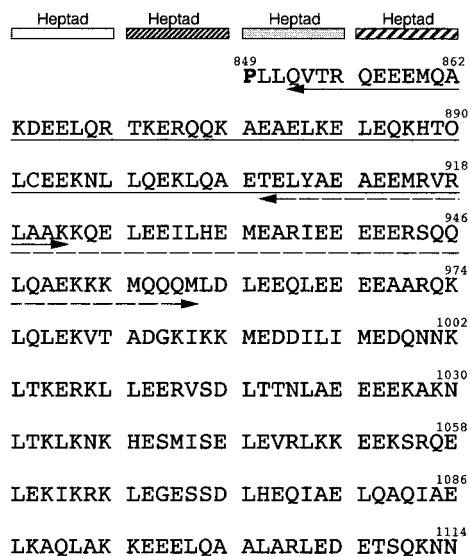 Heptad Heptad Heptad Heptad
849 862
PLLQVTR QEEEMQA
890
KDEELQR TKERQQK AEAELKE LEQKHTQ
918
LCEEKNL LQEKLQA ETELYAE AEEMRVR
946
LAAKKQE LEEILHE MEARIEE EEERSQQ
974
LQAEKKK MQQQMLD LEEQLEE EEAARQK
1002
LQLEKVT ADGKIKK MEDDILI MEDQNNK
1030
LTKERKL LEERVSD LTTNLAE EEEKAKN
1058
LTKLKNK HESMISE LEVRLKK EEKSRQE
1086
LEKIKRK LEGESSD LHEQIAE LQAQIAE
1114
LKAQLAK KEEELQA ALARLED ETSQKNN